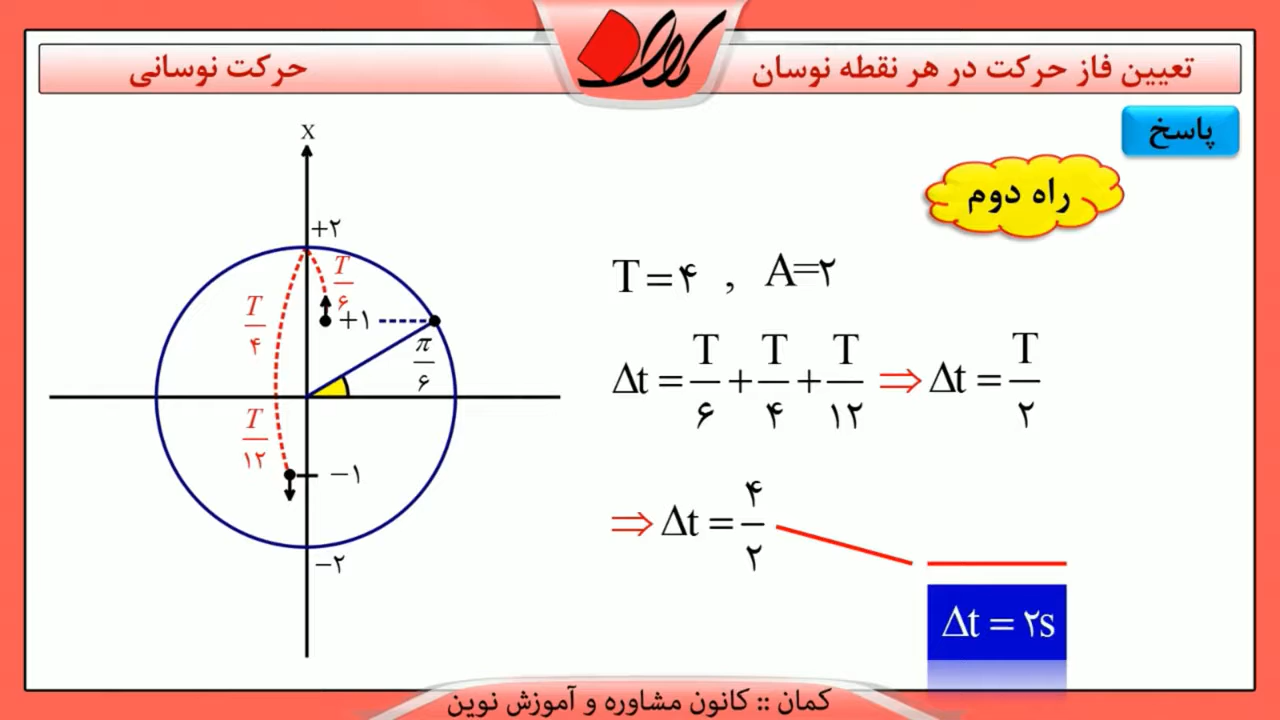 تعیین فاز حرکت در هر نقطه نوسان
کمان
حرکت نوسانی
پاسخ
راه دوم
T=۴ , A=۲
Δt = T/۶ + T/۴ + T/۱۲ ⇒ Δt = T/۲
⇒ Δt = ۴/۲
Δt = ۲s
x
+۲
T/۶
T/۴
+۱
π/۶
T/۱۲
−۱
−۲
کمان :: کانون مشاوره و آموزش نوین